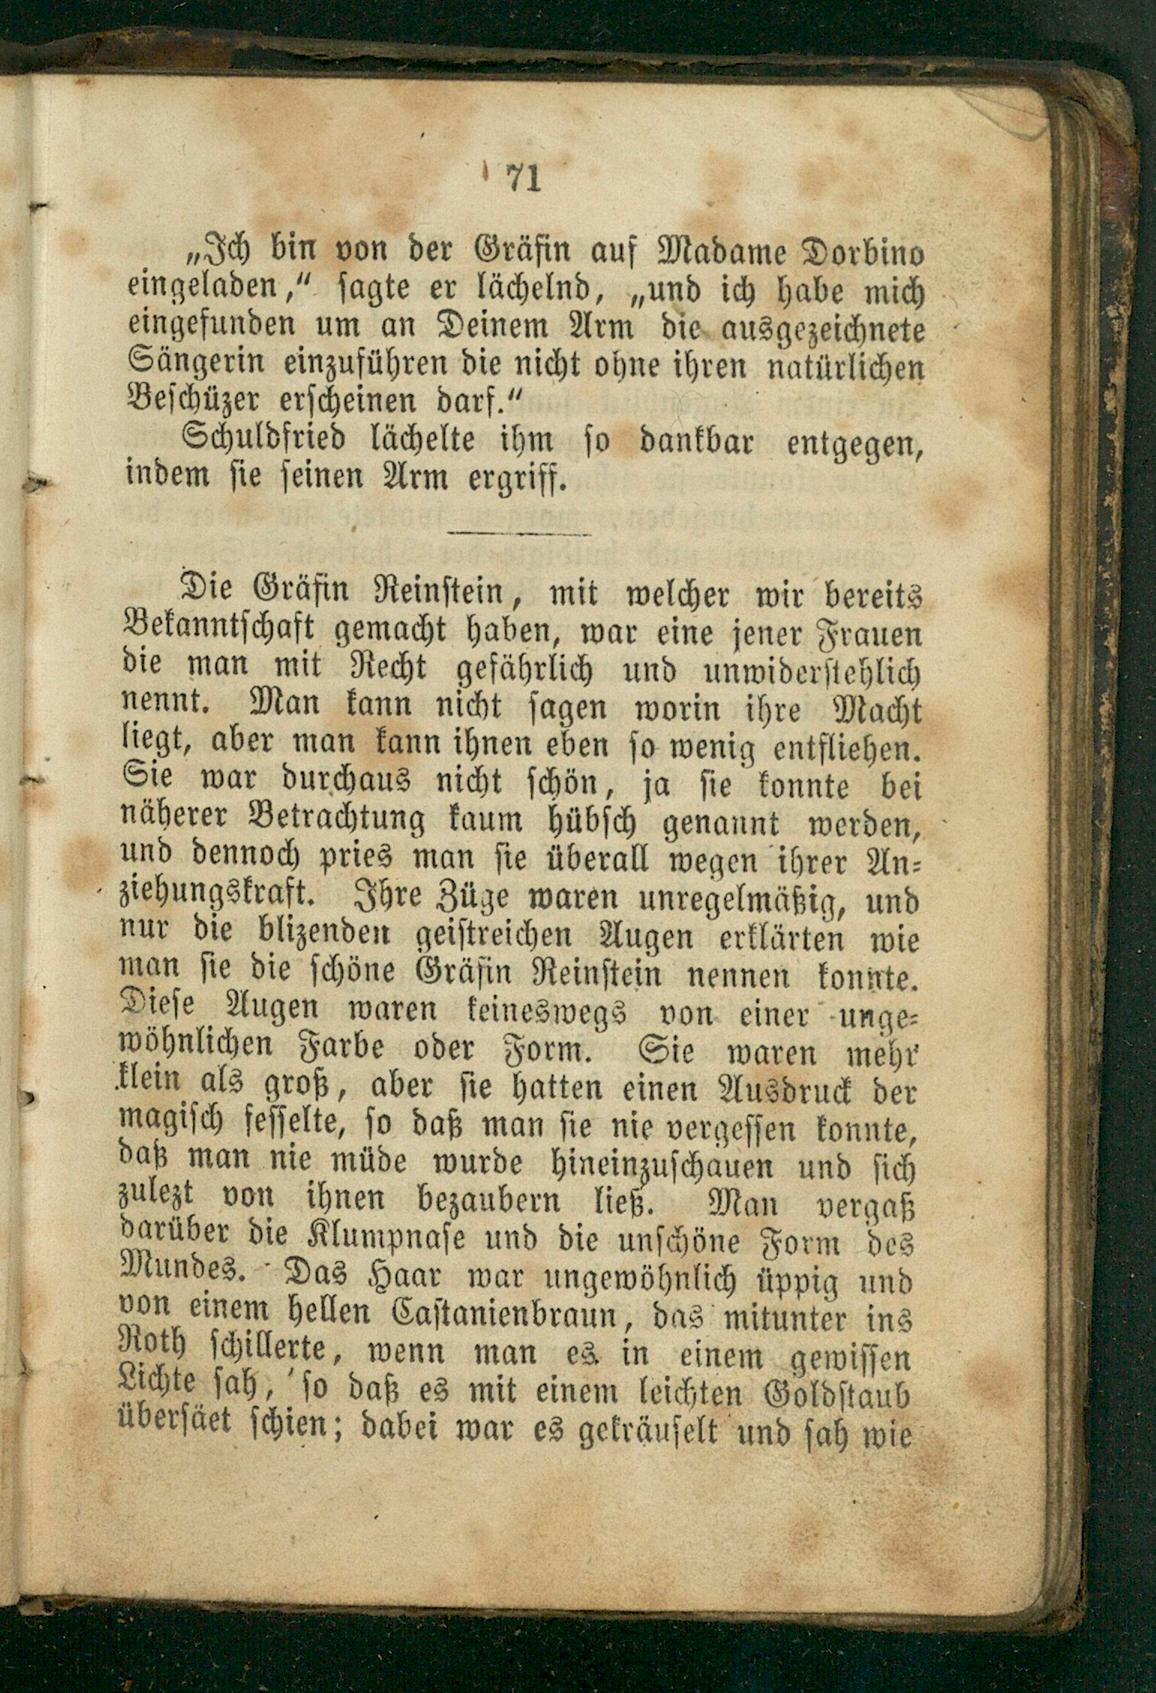 71
„Ich bin von der Gräfin auf Madame Dorbino
eingeladen,“ sagte er lächelnd, „und ich habe mich
eingefunden um an Deinem Arm die ausgezeichnete
Sängerin einzuführen die nicht ohne ihren natürlichen
Beschüzer erscheinen darf.“
Schuldfried lächelte ihm so dankbar entgegen,
indem sie seinen Arm ergriff.
Die Gräfin Reinstein, mit welcher wir bereits
Bekanntschaft gemacht haben, war eine jener Frauen
die man mit Recht gefährlich und unwiderstehlich
nennt. Man kann nicht sagen worin ihre Macht
liegt, aber man kann ihnen eben so wenig entfliehen.
Sie war durchaus nicht schön, ja sie konnte bei
näherer Betrachtung kaum hübsch genannt werden,
und dennoch pries man sie überall wegen ihrer An-
ziehungskraft. Ihre Züge waren unregelmäßig, und
nur die blizenden geistreichen Augen erklärten wie
man sie die schöne Gräfin Reinstein nennen konnte.
Diese Augen waren keineswegs von einer unge-
wöhnlichen Farbe oder Form. Sie waren mehr
klein als groß, aber sie hatten einen Ausdruck der
magisch fesselte, so daß man sie nie vergessen konnte,
daß man nie müde wurde hineinzuschauen und sich
zulezt von ihnen bezaubern ließ. Man vergaß
darüber die Klumpnase und die unschöne Form des
Mundes. Das Haar war ungewöhnlich üppig und
von einem hellen Castanienbraun, das mitunter ins
Roth schillerte, wenn man es in einem gewissen
Lichte sah, so daß es mit einem leichten Goldstaub
übersäet schien; dabei war es gekräuselt und sah wie